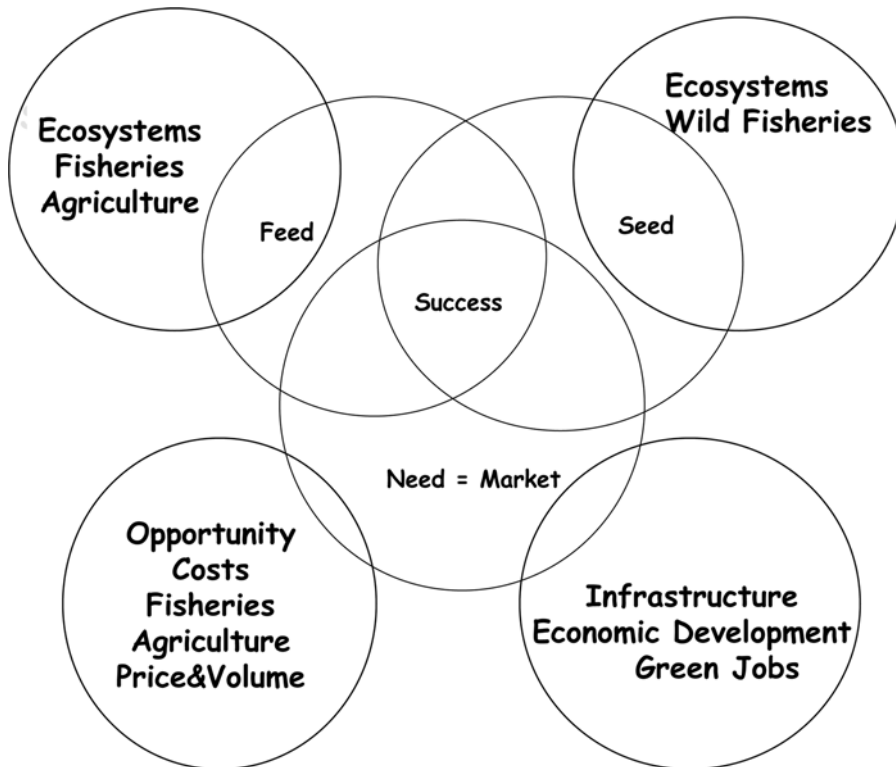 Ecosystems
Fisheries
Agriculture
Ecosystems
Wild Fisheries
Feed
Seed
Success
Need = Market
Opportunity
Costs
Fisheries
Agriculture
Price&Volume
Infrastructure
Economic Development
Green Jobs